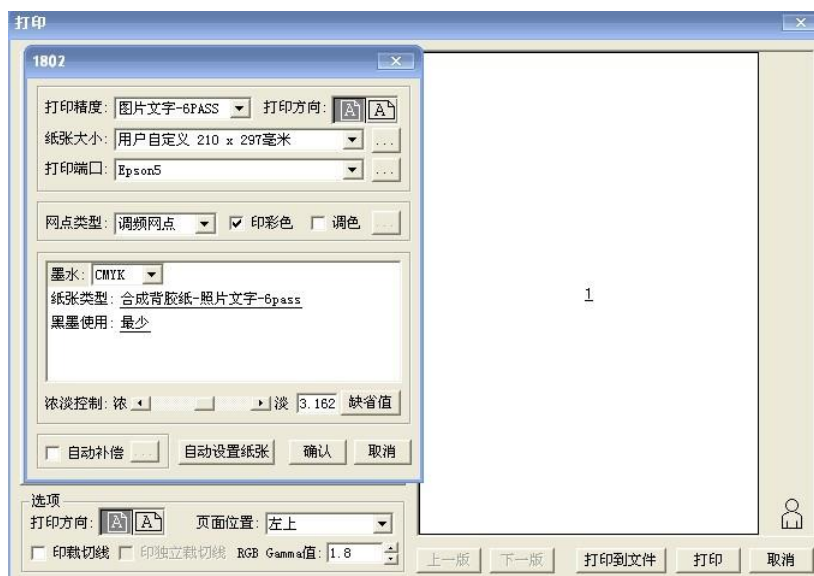 打印
1802
打印精度: 图片文字-6PASS 打印方向: A A
纸张大小: 用户自定义 210 x 297毫米 ...
打印端口: Epson5 ...
网点类型: 调频网点 印彩色 调色 ...
墨水: CMYK
纸张类型: 合成背胶纸-照片文字-6pass
黑墨使用: 最少
浓淡控制: 浓 淡 3.162 缺省值
自动补偿 ... 自动设置纸张 确认 取消
1
选项
打印方向: A A 页面位置: 左上
印裁切线 印独立裁切线 RGB Gamma值: 1.8
上一版 下一版 打印到文件 打印 取消